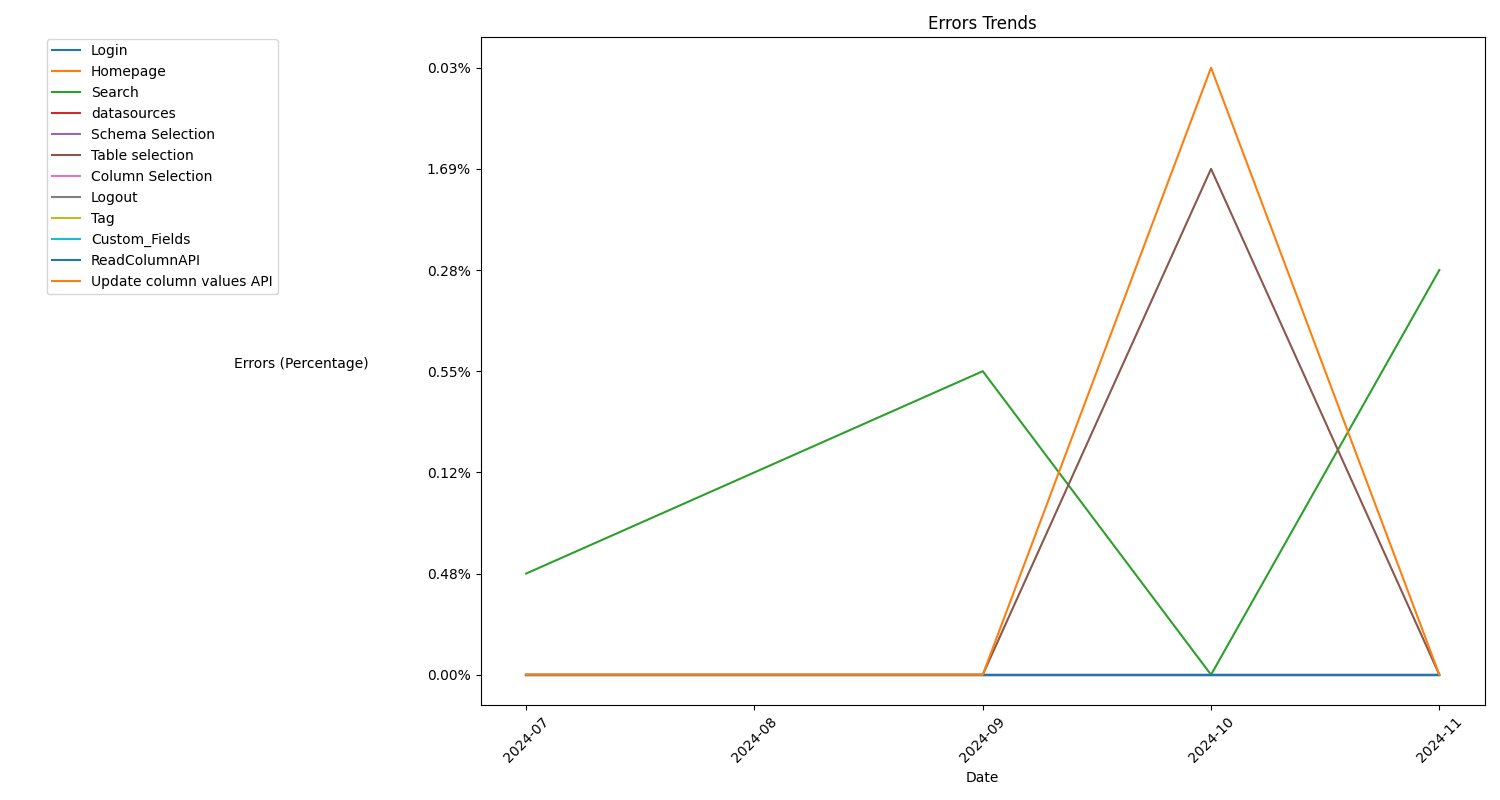 Errors Trends
Login
Homepage
Search
datasources
Schema Selection
Table selection
Column Selection
Logout
Tag
Custom_Fields
ReadColumnAPI
Update column values API
Errors (Percentage)
0.03%
1.69%
0.28%
0.55%
0.12%
0.48%
0.00%
2024-07
2024-08
2024-09
2024-10
2024-11
Date